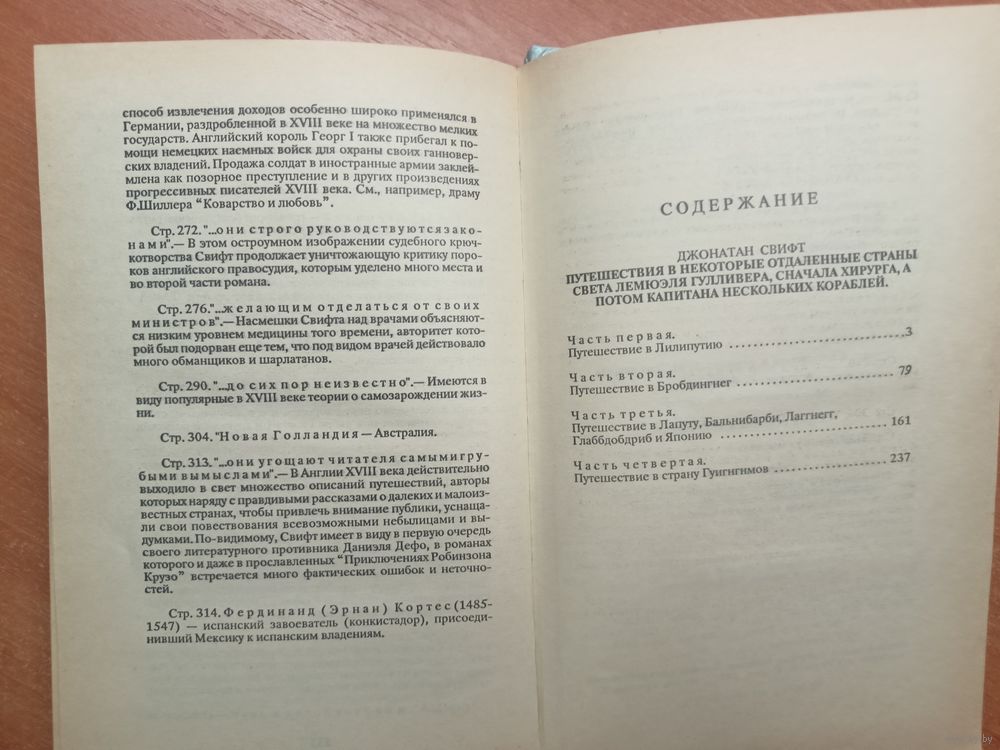 способ извлечения доходов особенно широко применялся в
Германии, раздробленной в XVIII веке на множество мелких
государств. Английский король Георг I также прибегал к по-
мощи немецких наемных войск для охраны своих ганновер-
ских владений. Продажа солдат в иностранные армии заклей-
млена как позорное преступление и в других произведениях
прогрессивных писателей XVIII века. См., например, драму
Ф.Шиллера “Коварство и любовь”.
Стр.272."...они строго руководствуются зако-
нами".— В этом остроумном изображении судебного крюч-
котворства Свифт продолжает уничтожающую критику поро-
ков английского правосудия, которым уделено много места и
во второй части романа.
Стр.276."...желающим отделаться от своих
министров".— Насмешки Свифта над врачами объясняют-
ся низким уровнем медицины того времени, авторитет кото-
рой был подорван еще тем, что под видом врачей действовало
много обманщиков и шарлатанов.
Стр. 290."...до сих пор неизвестно".— Имеются в
виду популярные в XVIII веке теории о самозарождении жиз-
ни.
Стр. 304. "Новая Голландия — Австралия.
Стр.313."...они угощают читателя самыми гру-
быми вымыслами".— В Англии XVIII века действительно
выходило в свет множество описаний путешествий, авторы
которых наряду с правдивыми рассказами о далеких и малоиз-
вестных странах, чтобы привлечь внимание публики, уснаща-
ли свои повествования всевозможными небылицами и вы-
думками. По-видимому, Свифт имеет в виду в первую очередь
своего литературного противника Даниэля Дефо, в романах
которого и даже в прославленных “Приключениях Робинзона
Крузо” встречается много фактических ошибок и неточно-
стей.
Стр. 314. Фердинанд (Эрнан) Кортес (1485-
1547) — испанский завоеватель (конкистадор), присоеди-
нивший Мексику к испанским владениям.
СОДЕРЖАНИЕ
ДЖОНАТАН СВИФТ
ПУТЕШЕСТВИЯ В НЕКОТОРЫЕ ОТДАЛЕННЫЕ СТРАНЫ
СВЕТА ЛЕМЮЭЛЯ ГУЛЛИВЕРА, СНАЧАЛА ХИРУРГА, А
ПОТОМ КАПИТАНА НЕСКОЛЬКИХ КОРАБЛЕЙ.
Часть первая.
Путешествие в Лилипутию ........................3
Часть вторая.
Путешествие в Бробдингнег ...................... 79
Часть третья.
Путешествие в Лапуту, Бальнибарби, Лаггнегг,
Глаббдобдриб и Японию ........................ 161
Часть четвертая.
Путешествие в страну Гуигнгнмов ................ 237